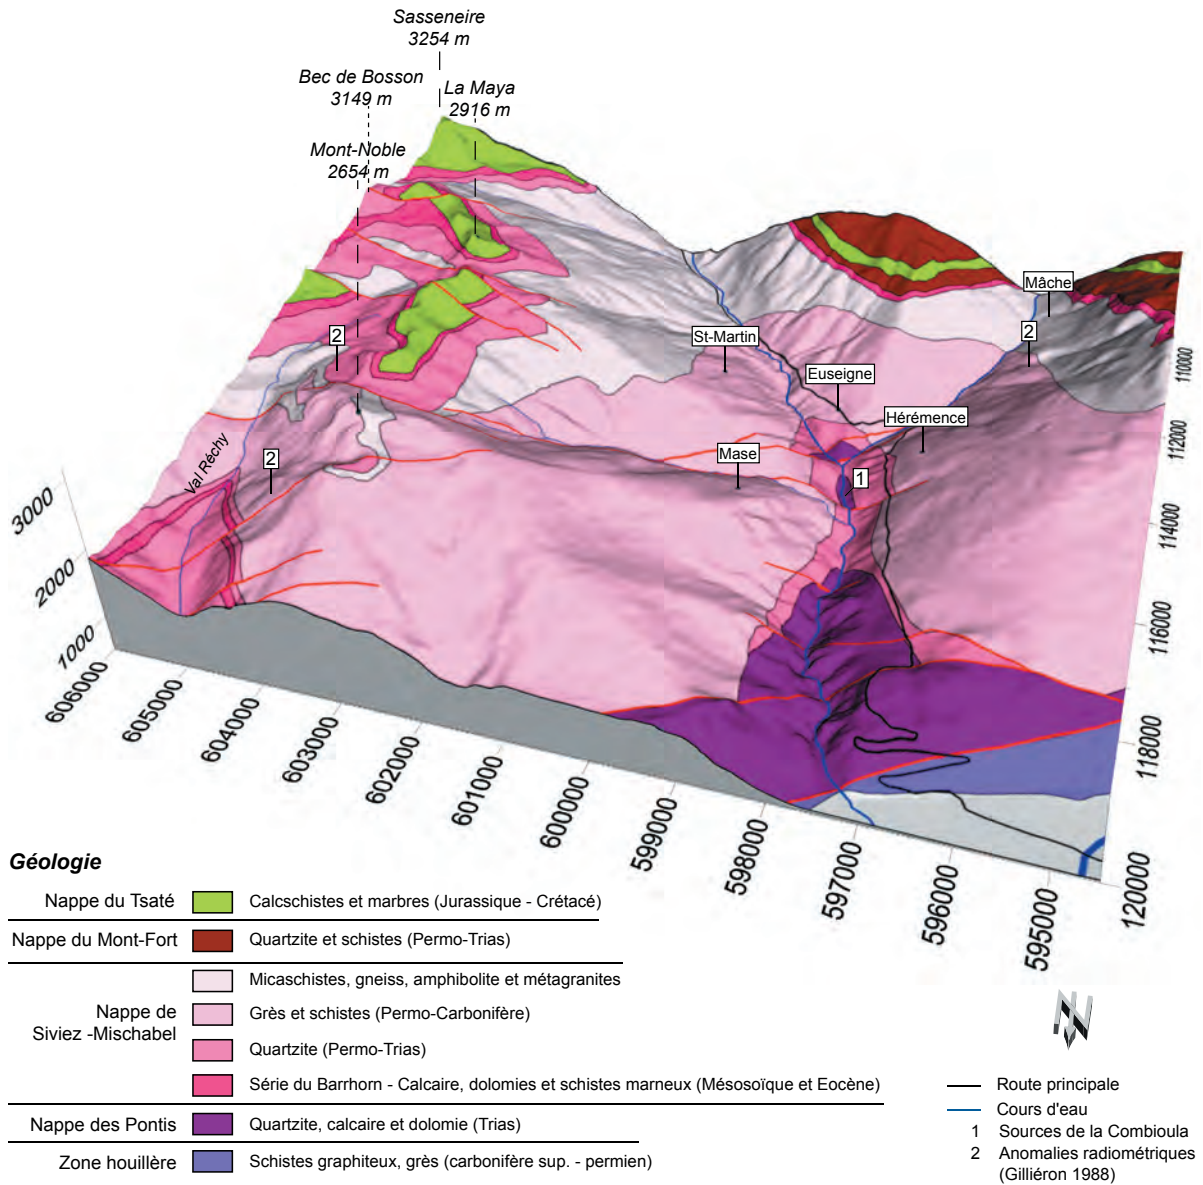 Sasseneire
3254 m
Bec de Bosson
3149 m
La Maya
2916 m
Mont-Noble
2654 m
Mâche
2
St-Martin
2
Euseigne
Hérémence
Mase
2
1
Val Réchy
3000
2000
1000
606000
605000
604000
603000
602000
601000
600000
599000
598000
597000
596000
595000
110000
112000
114000
116000
118000
120000
N
Géologie
Nappe du Tsaté
Calcschistes et marbres (Jurassique - Crétacé)
Nappe du Mont-Fort
Quartzite et schistes (Permo-Trias)
Nappe de
Siviez -Mischabel
Micaschistes, gneiss, amphibolite et métagranites
Grès et schistes (Permo-Carbonifère)
Quartzite (Permo-Trias)
Série du Barrhorn - Calcaire, dolomies et schistes marneux (Mésosoïque et Eocène)
Nappe des Pontis
Quartzite, calcaire et dolomie (Trias)
Zone houillère
Schistes graphiteux, grès (carbonifère sup. - permien)
Route principale
Cours d'eau
1 Sources de la Combioula
2 Anomalies radiométriques
(Gilliéron 1988)